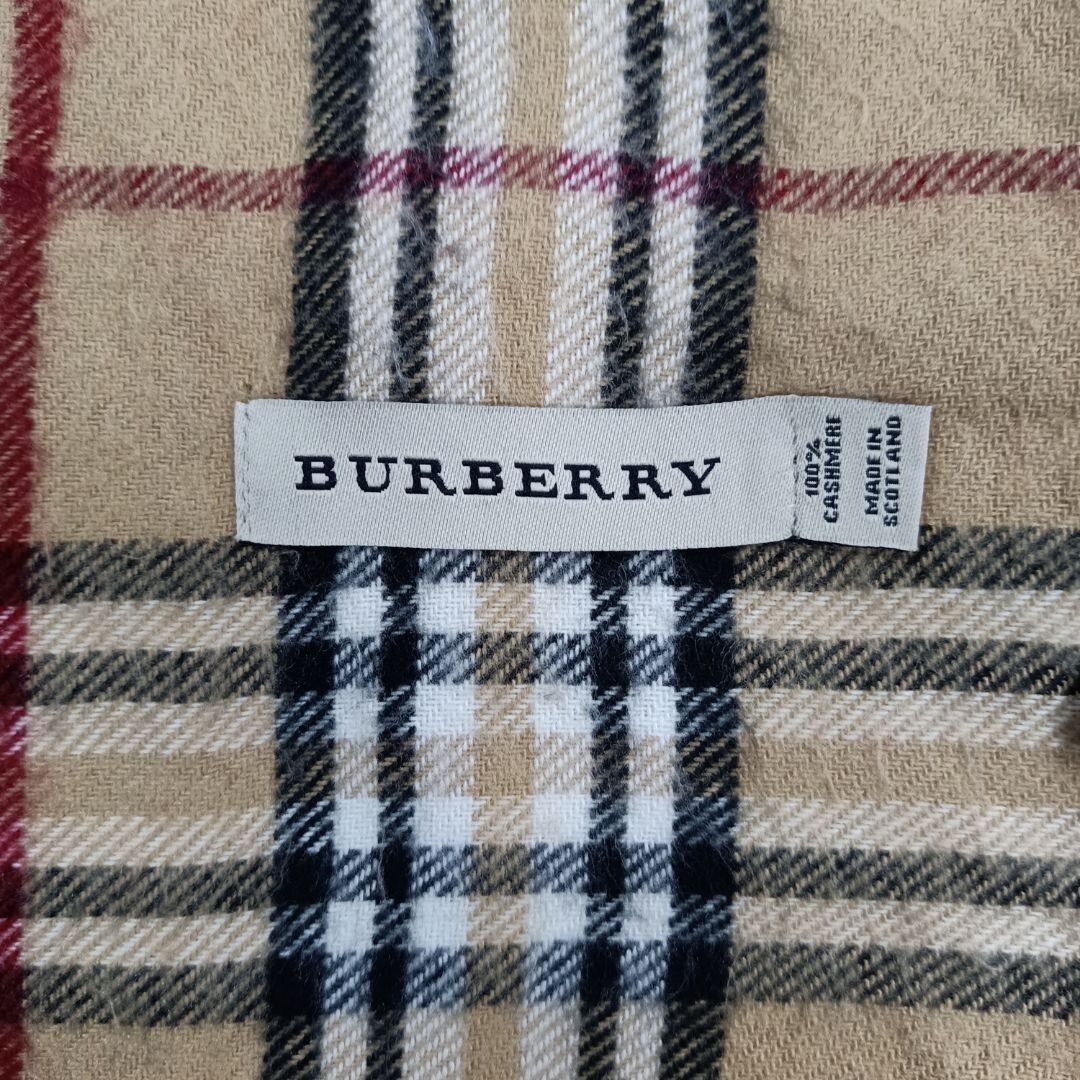 BURBERRY
100%
CASHMERE
MADE IN
SCOTLAND